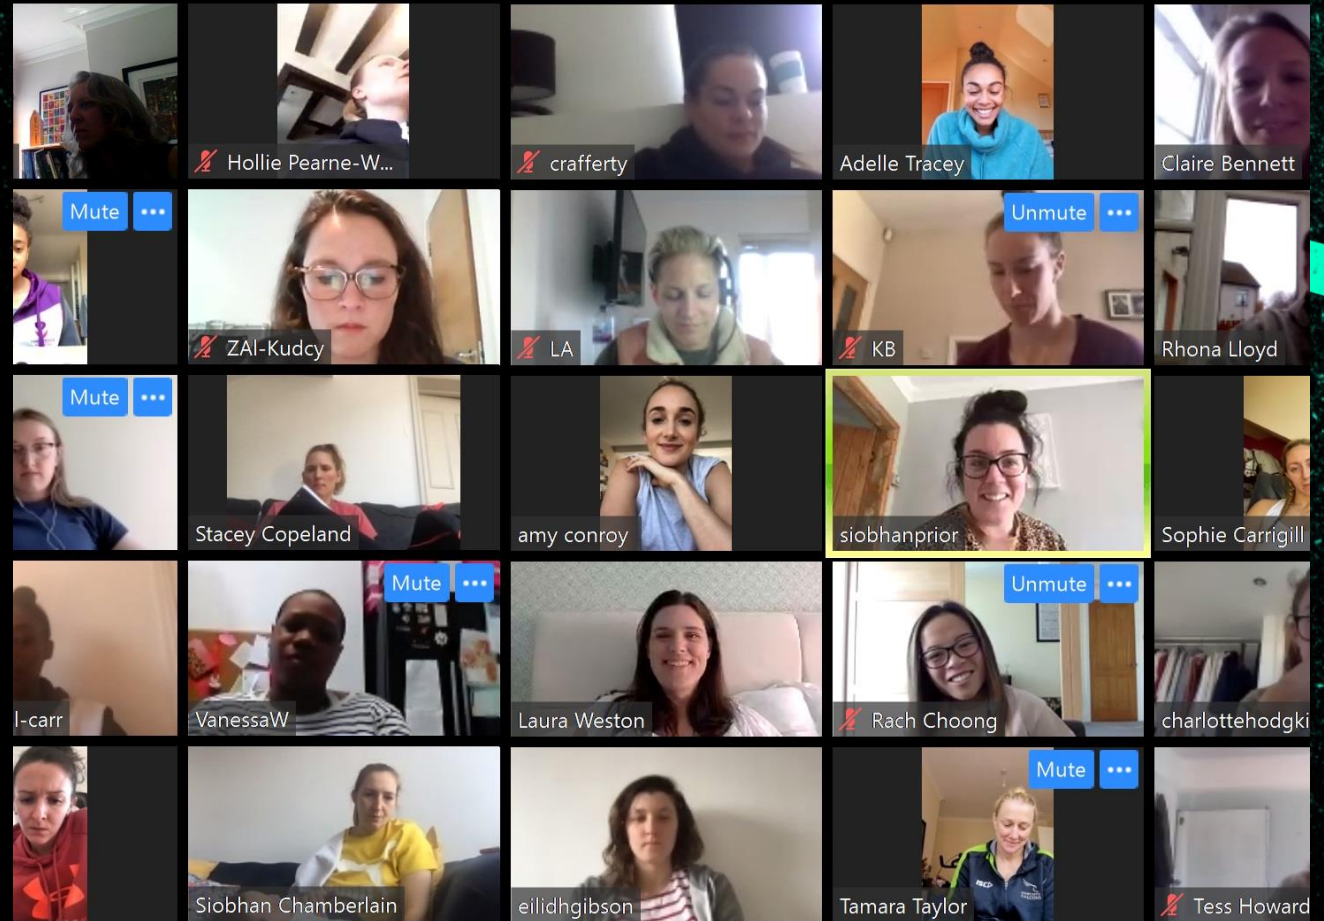 Hollie Pearne-W...
crafferty
Adelle Tracey
Claire Bennett
Mute ...
Unmute ...
ZAl-Kudcy
LA
KB
Rhona Lloyd
Mute ...
Stacey Copeland
amy conroy
siobhanprior
Sophie Carrigill
Mute ...
Unmute ...
l-carr
VanessaW
Laura Weston
Rach Choong
charlottehodgki
Mute ...
Siobhan Chamberlain
eilidhgibson
Tamara Taylor
Tess Howard